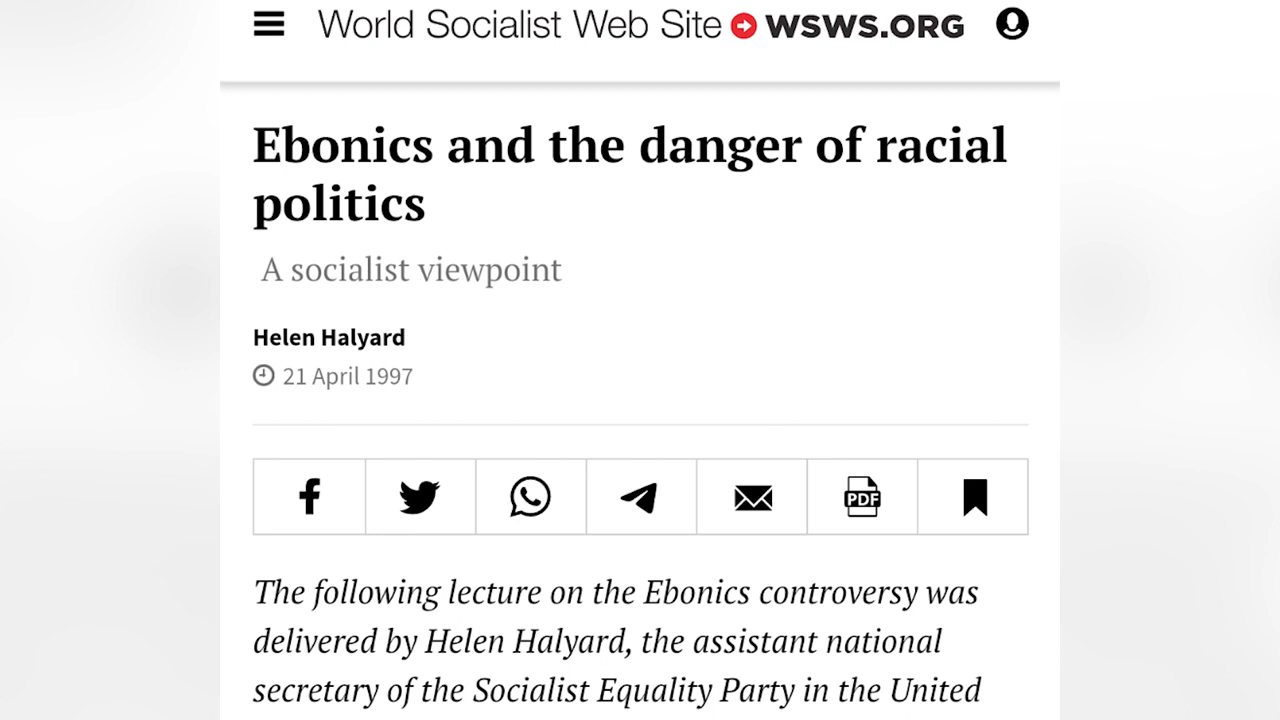 World Socialist Web Site WSWS.ORG
Ebonics and the danger of racial
politics
A socialist viewpoint
Helen Halyard
21 April 1997
PDF
The following lecture on the Ebonics controversy was
delivered by Helen Halyard, the assistant national
secretary of the Socialist Equality Party in the United